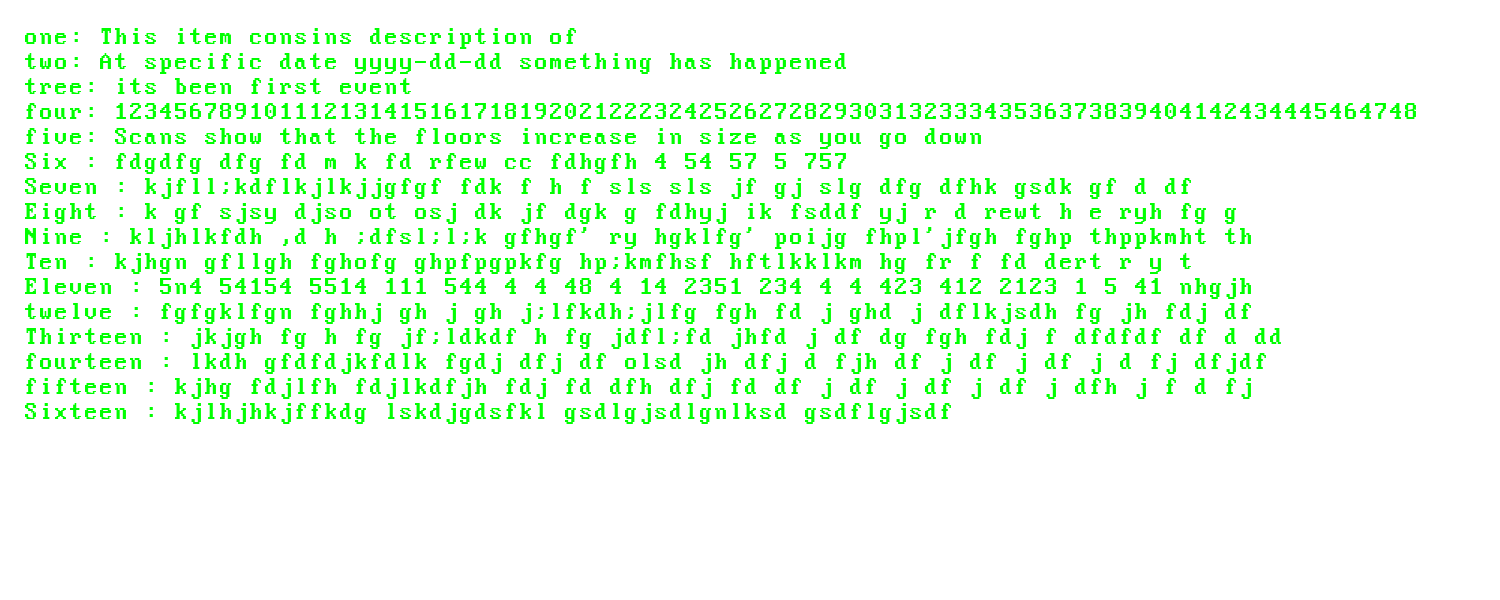 one: This item consins description of
two: At specific date yyyy-dd-dd something has happened
tree: its been first event
four: 123456789101112131415161718192021222324252627282930313233343536373839404142434445464748
five: Scans show that the floors increase in size as you go down
Six : fdgdfg dfg fd m k fd rfew cc fdhgfh 4 54 57 5 757
Seven : kjfll;kdflkjlkjjgfgf fdk f h f sls sls jf gj slg dfg dfhk gsdk gf d df
Eight : k gf sjsy djso ot osj dk jf dgk g fdhyj ik fsddf yj r d rewt h e ryh fg g
Nine : kljhlkfdh ,d h ;dfsl;l;k gfhgf' ry hgklfg' poijg fhpl'jfgh fghp thppkmht th
Ten : kjhgn gfllgh fghofg ghpfpgpkfg hp;kmfhsf hftlkklkm hg fr f fd dert r y t
Eleven : 5n4 54154 5514 111 544 4 4 48 4 14 2351 234 4 4 423 412 2123 1 5 41 nhgjh
twelve : fgfgklfgn fghhj gh j gh j;lfkdh;jlfg fgh fd j ghd j dflkjsdh fg jh fdj df
Thirteen : jkjgh fg h fg jf;ldkdf h fg jdfl;fd jhfd j df dg fgh fdj f dfdfdf df d dd
fourteen : lkdh gfdfdjkfdlk fgdj dfj df olsd jh dfj d fjh df j df j df j d fj dfjdf
fifteen : kjhg fdjlfh fdjlkdfjh fdj fd dfh dfj fd df j df j df j df j dfh j f d fj
Sixteen : kjlhjhkjffkdg lskdjgdsfkl gsdlgjsdlgnlksd gsdflgjsdf